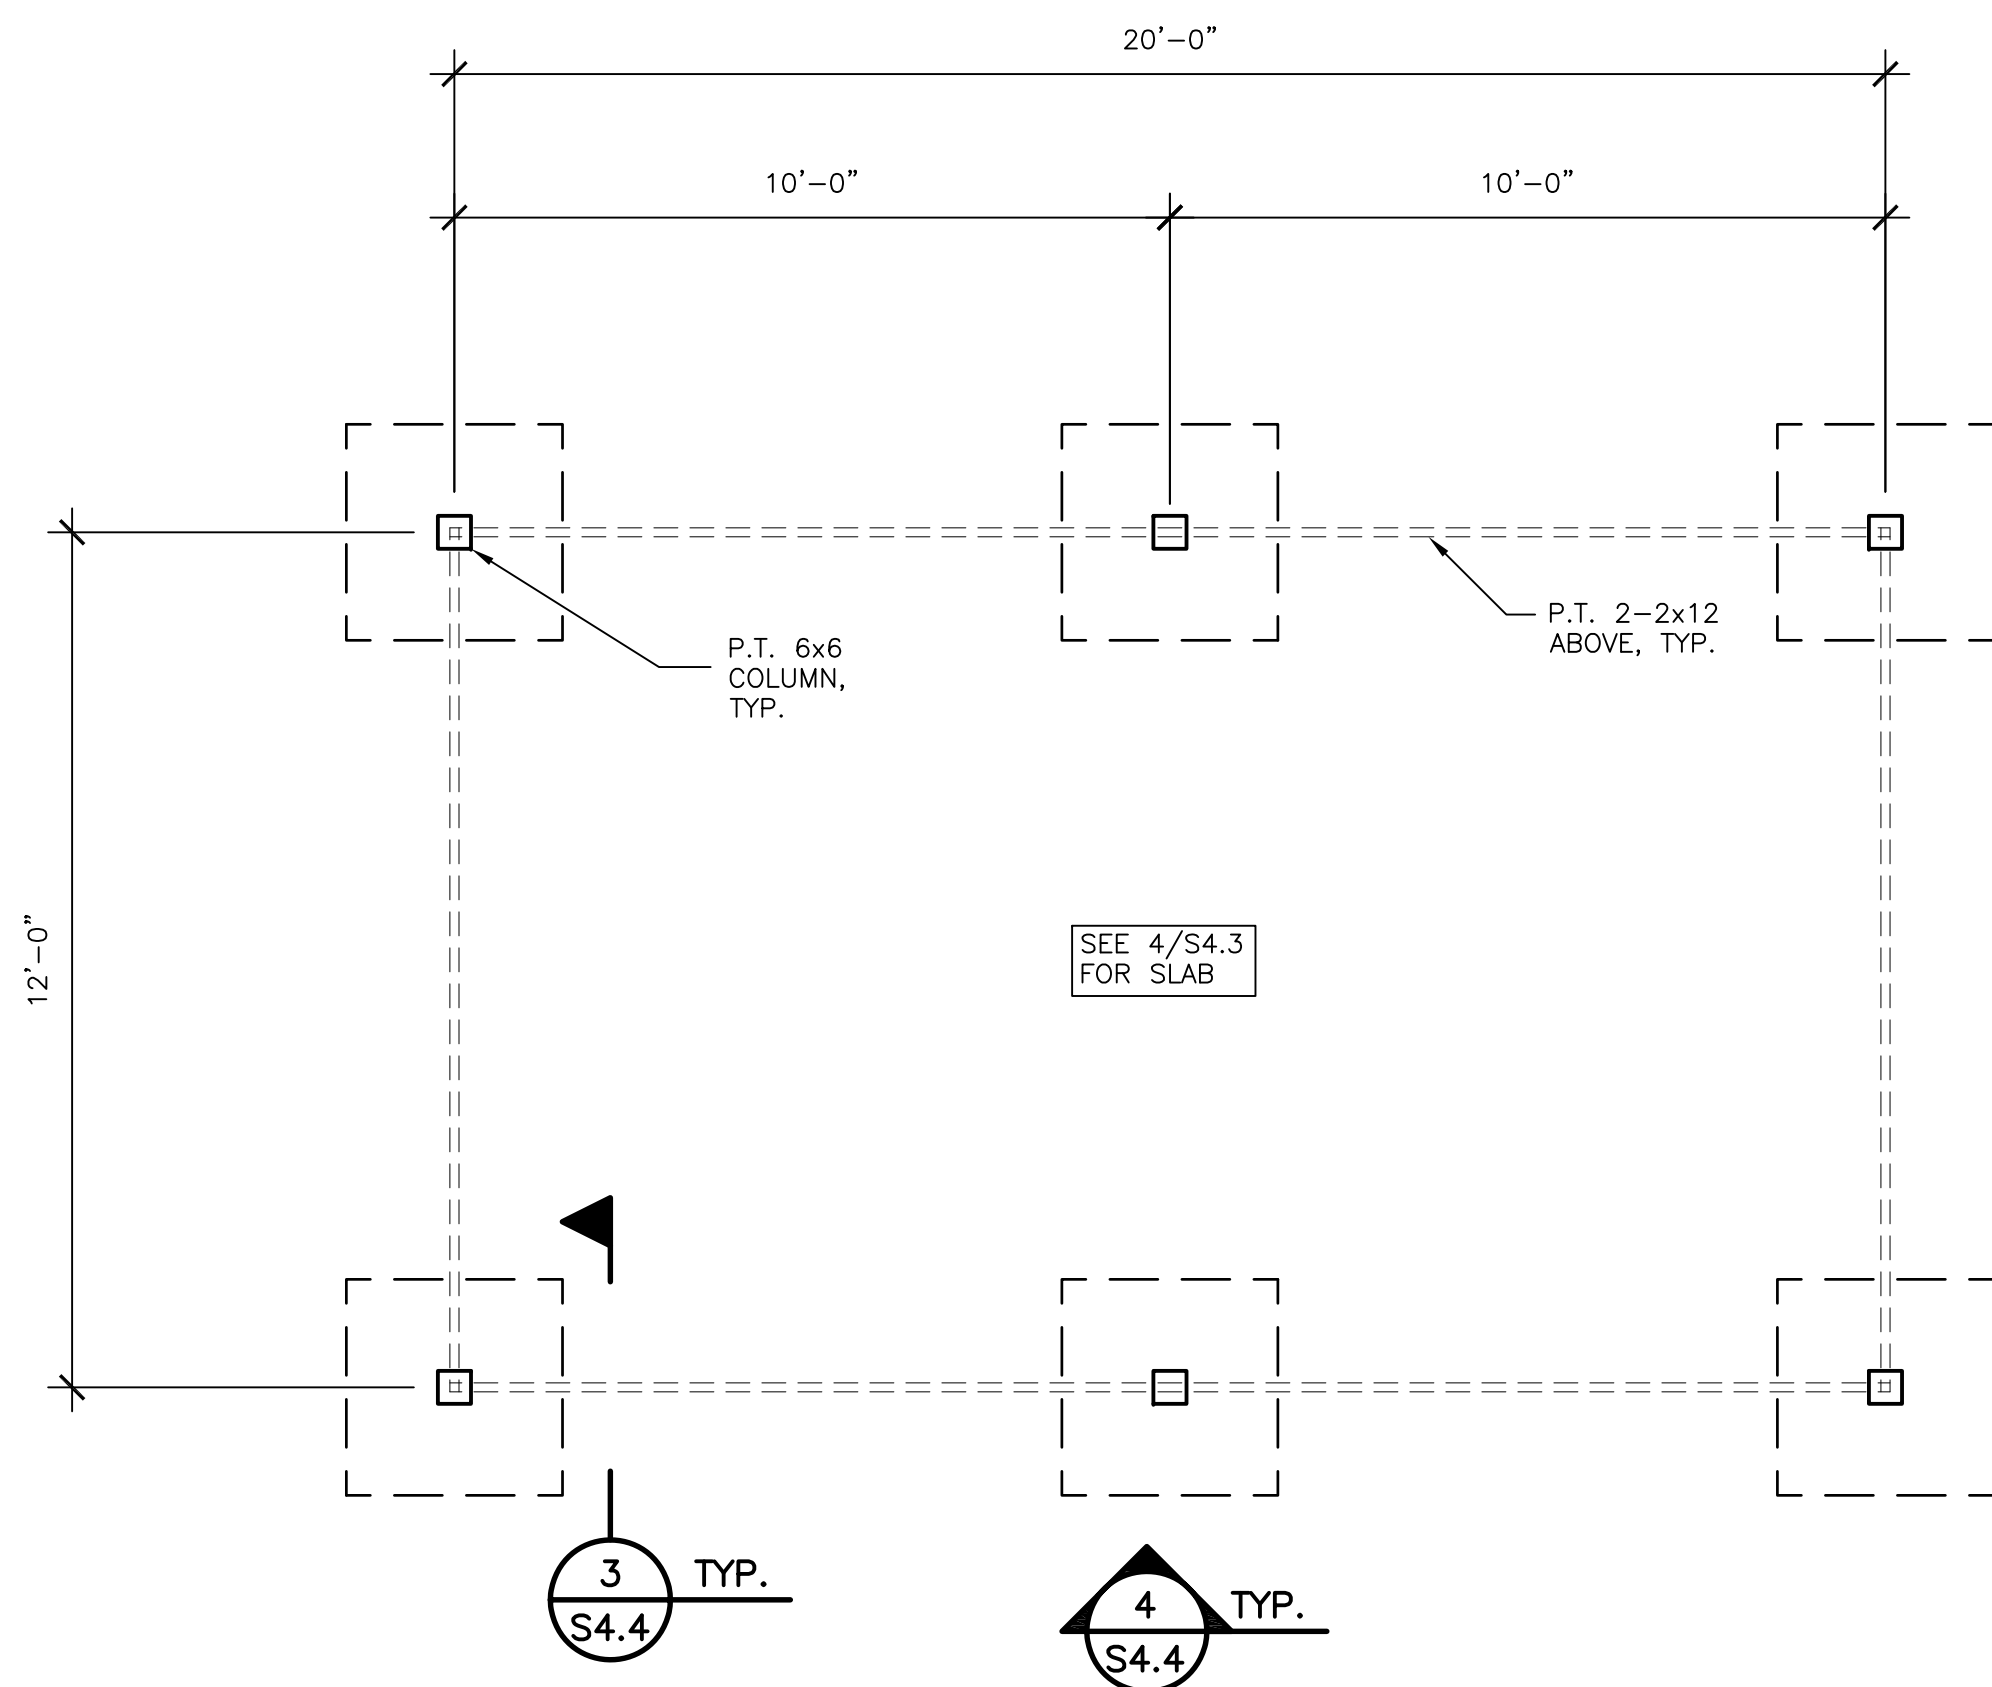 20'-0"
10'-0"
10'-0"
P.T. 2-2x12
ABOVE, TYP.
P.T. 6x6
COLUMN,
TYP.
12'-0"
SEE 4/S4.3
FOR SLAB
3
TYP.
S4.4
4
TYP.
S4.4